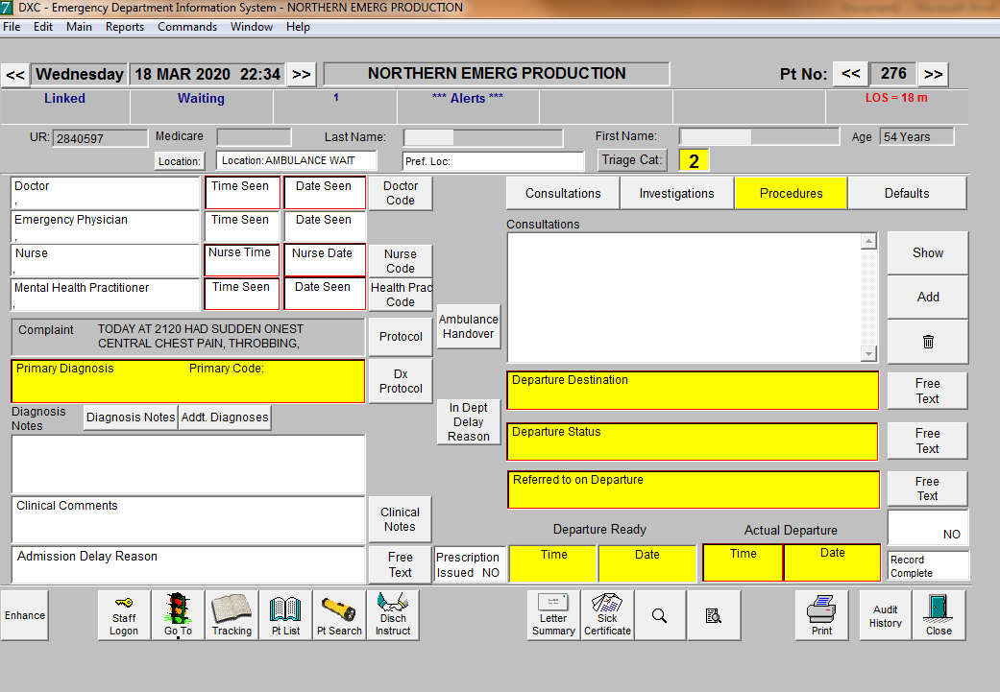 DXC - Emergency Department Information System - NORTHERN EMERG PRODUCTION
File Edit Main Reports Commands Window Help
<< Wednesday 18 MAR 2020 22:34 >> NORTHERN EMERG PRODUCTION Pt No: << 276 >>
Linked Waiting 1 *** Alerts *** LOS = 18 m
UR: 2840597 Medicare Last Name: First Name: Age 54 Years
Location: Location: AMBULANCE WAIT Pref. Loc: Triage Cat: 2
Doctor Time Seen Date Seen Doctor
Code
,
Consultations Investigations Procedures Defaults
Emergency Physician Time Seen Date Seen
,
Consultations
Nurse Nurse Time Nurse Date Nurse
Code
,
Show
Mental Health Practitioner Time Seen Date Seen Health Prac
Code
,
Add
Ambulance
Handover
Complaint TODAY AT 2120 HAD SUDDEN ONEST
CENTRAL CHEST PAIN, THROBBING,
Protocol
Primary Diagnosis Primary Code:
Dx
Protocol
Departure Destination
Free
Text
Diagnosis
Notes
Diagnosis Notes Addt. Diagnoses
In Dept
Delay
Reason
Departure Status
Free
Text
Referred to on Departure
Free
Text
Clinical Comments
Clinical
Notes
Departure Ready Actual Departure
NO
Admission Delay Reason
Free
Text
Prescription
Issued NO
Time Date Time Date
Record
Complete
Enhance
Staff
Logon
Go To
Tracking
Pt List
Pt Search
Disch
Instruct
Letter
Summary
Sick
Certificate
Print
Audit
History
Close